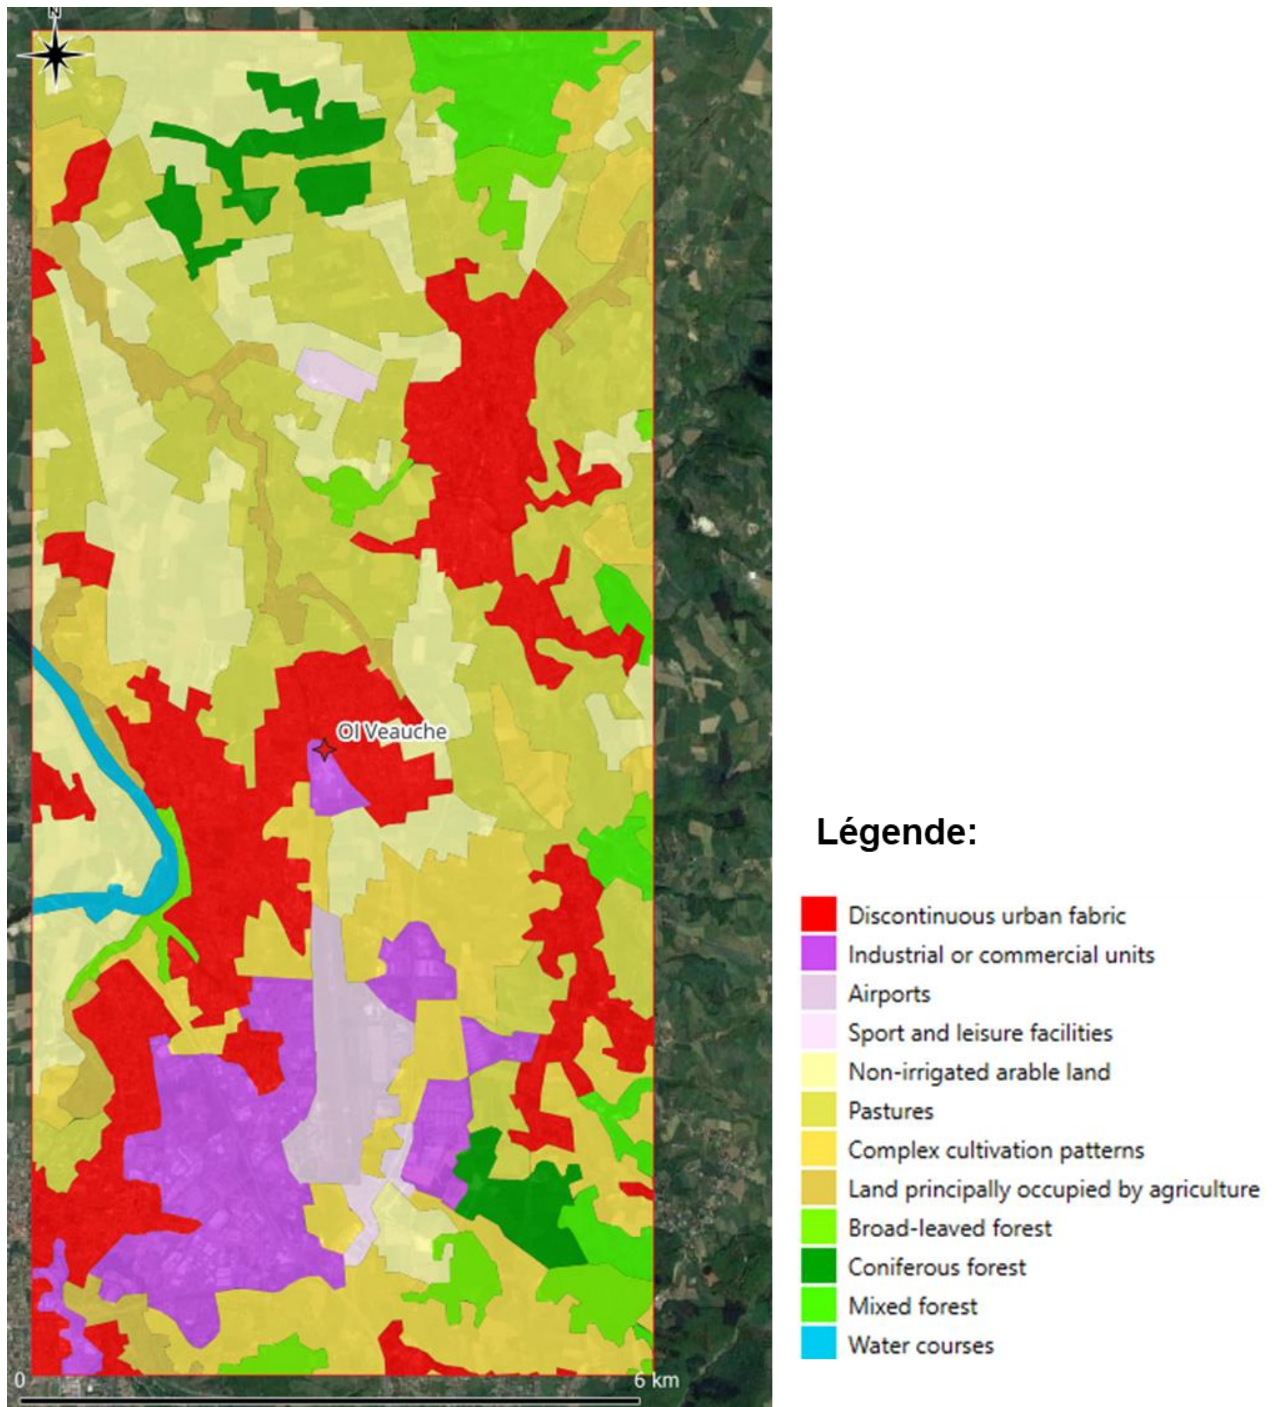 N
OI Veauche
0
6 km
Légende:
Discontinuous urban fabric
Industrial or commercial units
Airports
Sport and leisure facilities
Non-irrigated arable land
Pastures
Complex cultivation patterns
Land principally occupied by agriculture
Broad-leaved forest
Coniferous forest
Mixed forest
Water courses